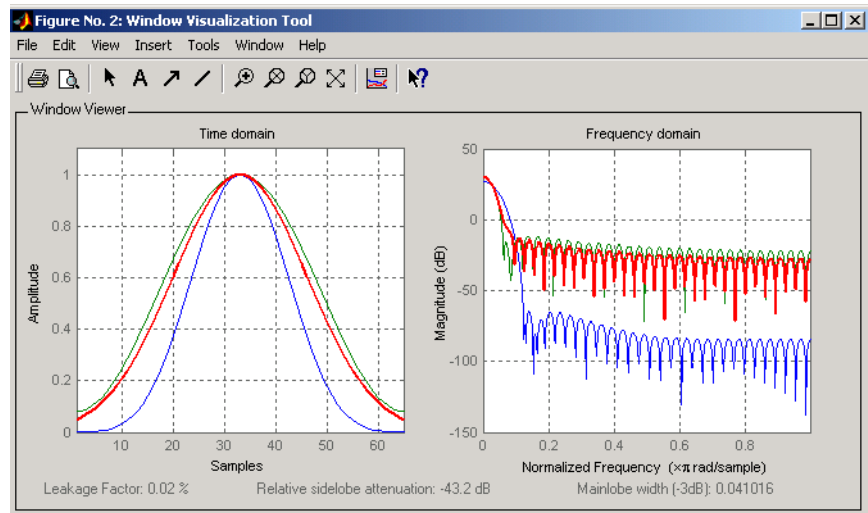 Figure No. 2: Window Visualization Tool
File Edit View Insert Tools Window Help
A
?
Window Viewer
Time domain
Frequency domain
Amplitude
1
0.8
0.6
0.4
0.2
0
10 20 30 40 50 60
Samples
Magnitude (dB)
50
0
-50
-100
-150
0 0.2 0.4 0.6 0.8
Normalized Frequency (×π rad/sample)
Leakage Factor: 0.02 %
Relative sidelobe attenuation: -43.2 dB
Mainlobe width (-3dB): 0.041016